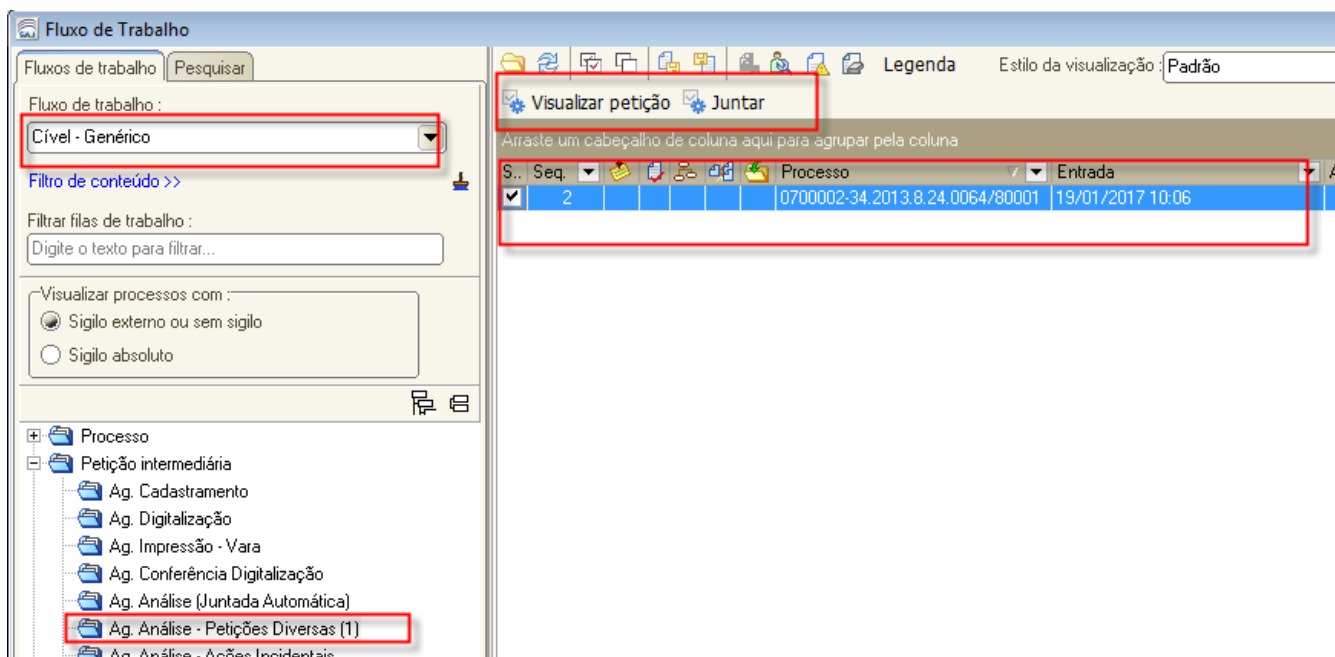 Fluxo de Trabalho
Fluxos de trabalho Pesquisar
Fluxo de trabalho :
Cível - Genérico
Filtro de conteúdo >>
Filtrar filas de trabalho :
Digite o texto para filtrar...
Visualizar processos com :
Sigilo externo ou sem sigilo
Sigilo absoluto
Processo
Petição intermediária
Ag. Cadastramento
Ag. Digitalização
Ag. Impressão - Vara
Ag. Conferência Digitalização
Ag. Análise (Juntada Automática)
Ag. Análise - Petições Diversas (1)
Ag. Análise - Ações Incidentais
Legenda Estilo da visualização : Padrão
Visualizar petição Juntar
Arraste um cabeçalho de coluna aqui para agrupar pela coluna
S.. Seq. Processo Entrada A
2 0700002-34.2013.8.24.0064/80001 19/01/2017 10:06